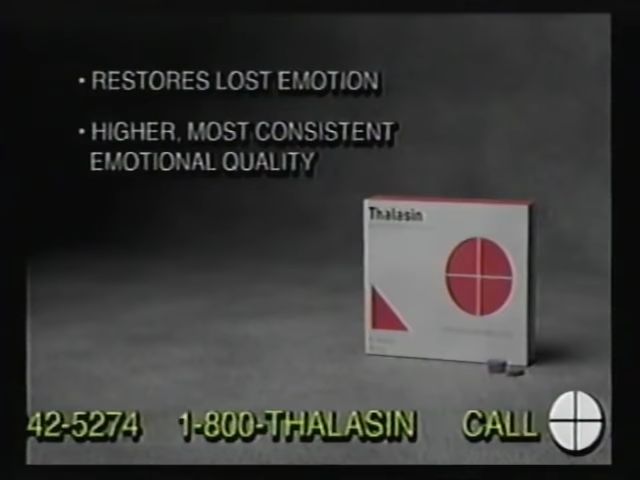 • RESTORES LOST EMOTION
• HIGHER, MOST CONSISTENT
EMOTIONAL QUALITY
Thalasin
42-5274 1-800-THALASIN CALL